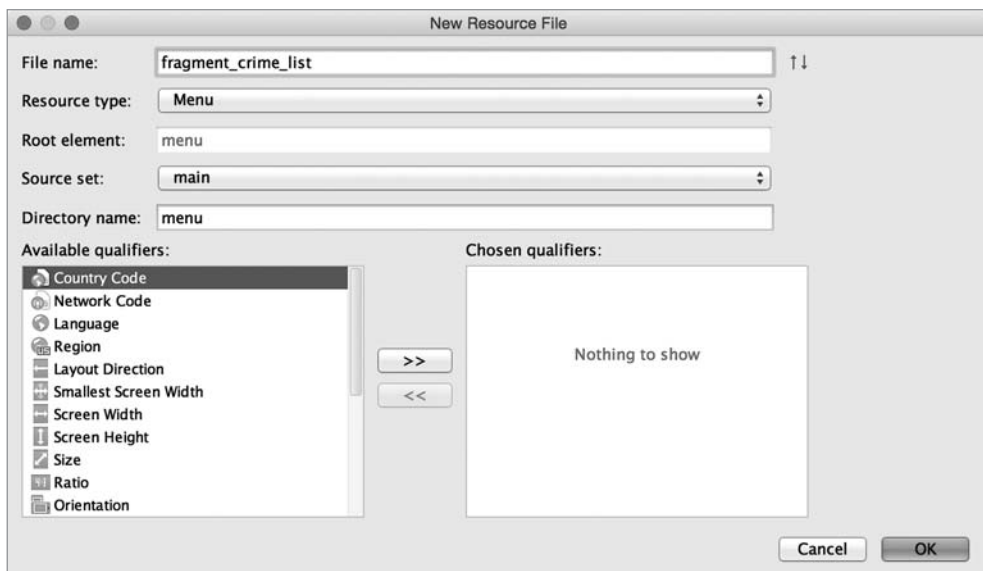 New Resource File
File name: fragment_crime_list ↑↓
Resource type: Menu
Root element: menu
Source set: main
Directory name: menu
Available qualifiers:
Chosen qualifiers:
Country Code
Network Code
Language
Region
Layout Direction
Smallest Screen Width
Screen Width
Screen Height
Size
Ratio
Orientation
>>
<<
Nothing to show
Cancel
OK